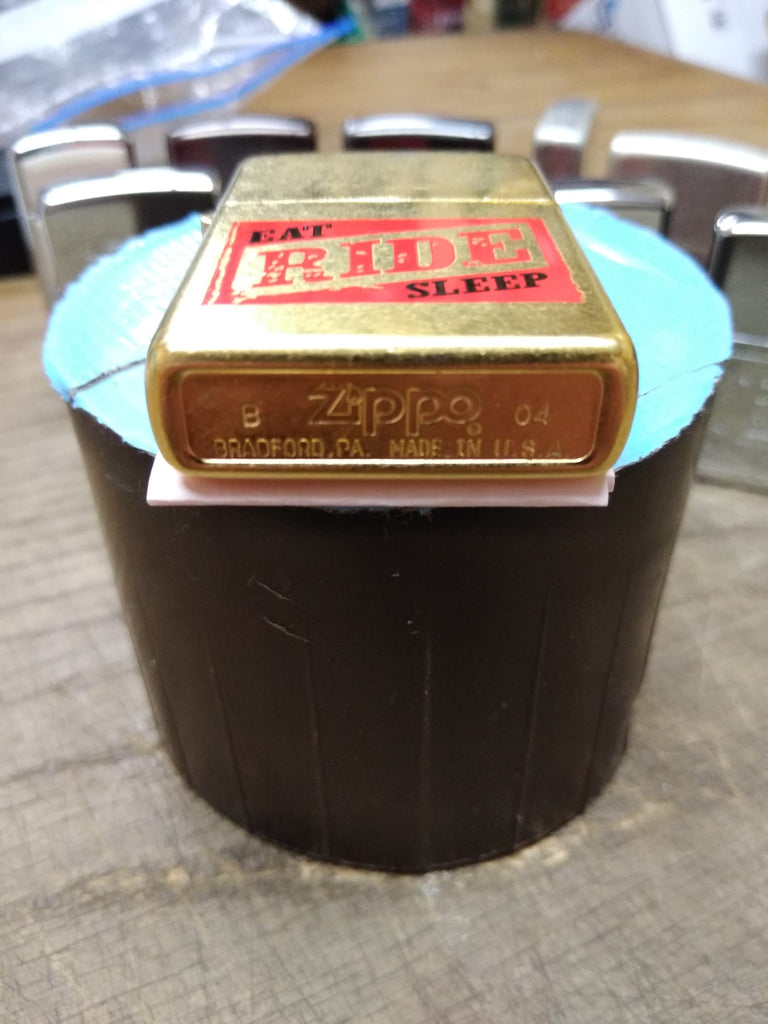 EAT
RIDE
SLEEP
B Zippo ® 04
BRADFORD, PA. MADE IN U.S.A